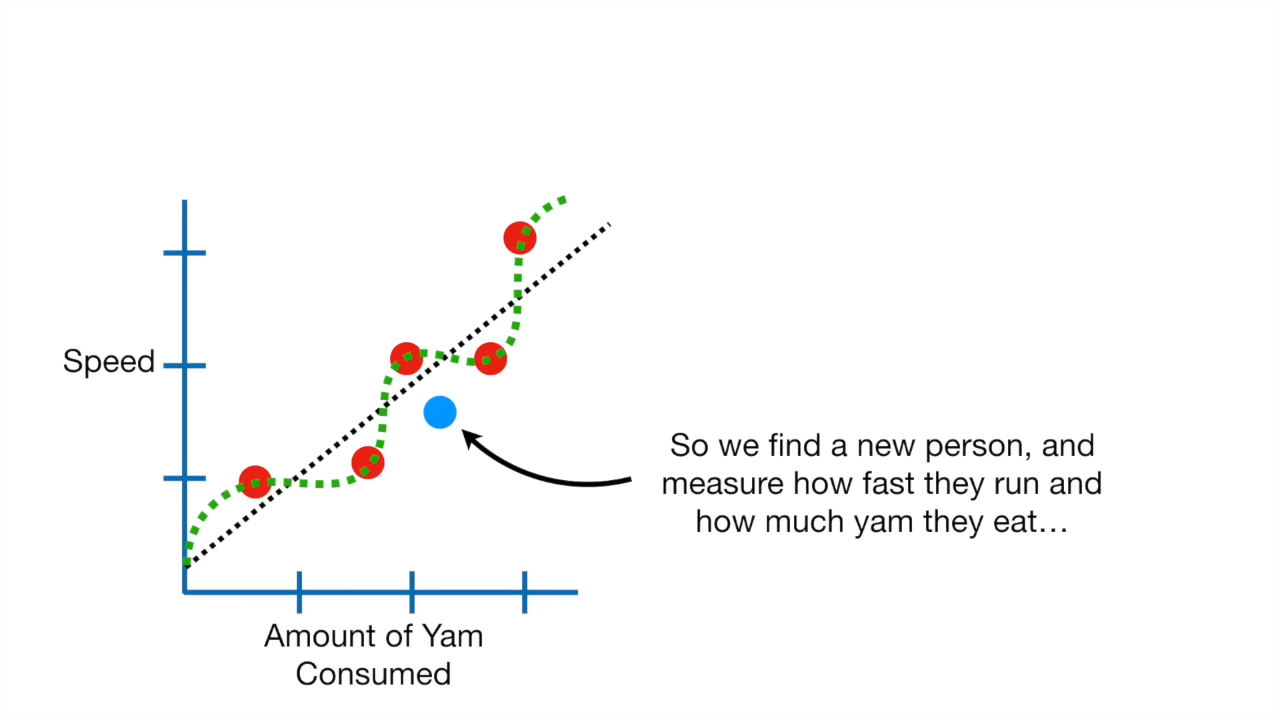 Speed
So we find a new person, and
measure how fast they run and
how much yam they eat…
Amount of Yam
Consumed